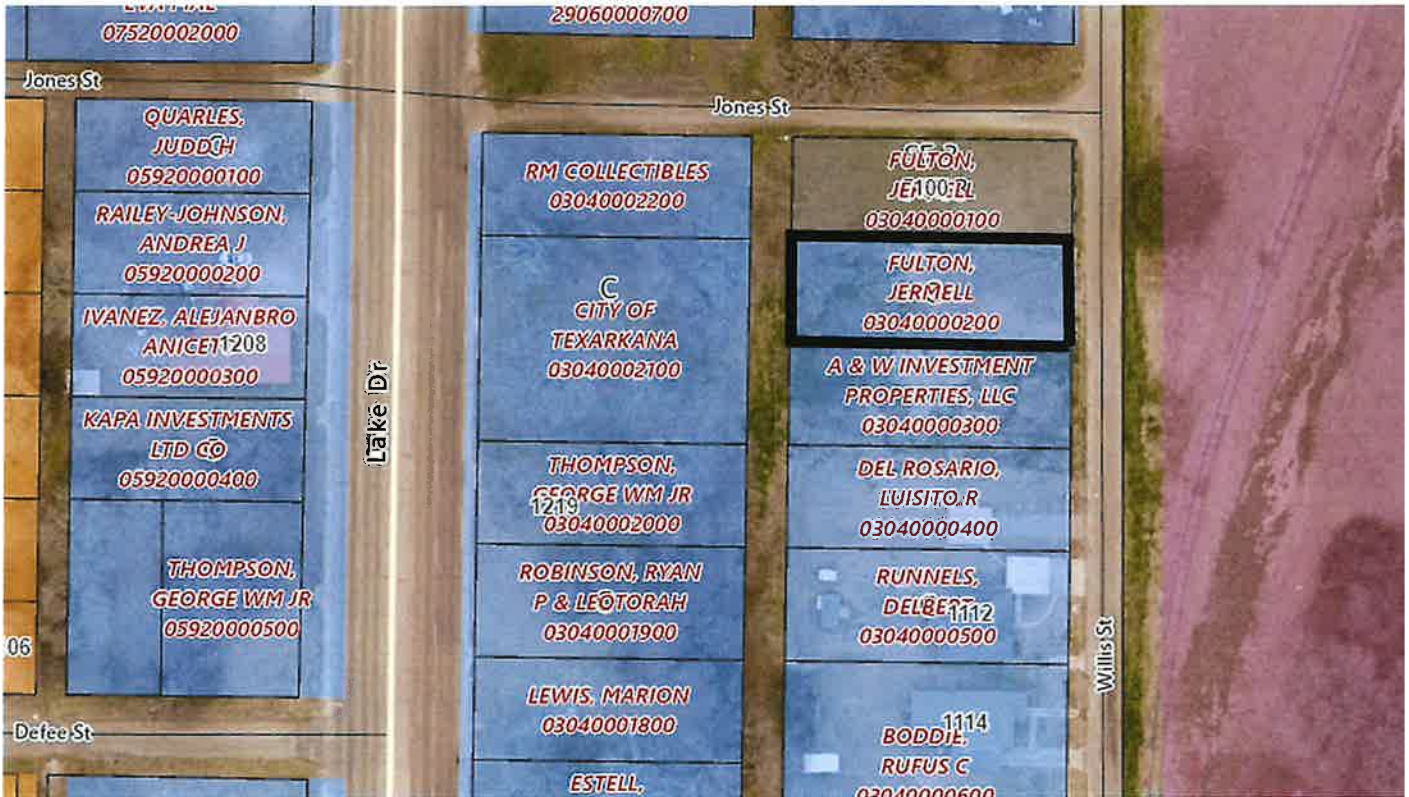 07520002000
29060000700
Jones St
Jones St
QUARLES,
JUDD H
05920000100
RAILEY-JOHNSON,
ANDREA J
05920000200
IVANEZ, ALEJANBRO
11208
05920000300
KAPA INVESTMENTS
LTD CO
05920000400
THOMPSON,
GEORGE WM JR
05920000500
06
Defee St
Lake Dr
RM COLLECTIBLES
03040002200
C
CITY OF
TEXARKANA
03040002100
THOMPSON,
GEORGE WM JR
1219
03040002000
ROBINSON, RYAN
P & LEOTORAH
03040001900
LEWIS, MARION
03040001800
ESTELL,
FULTON,
03040000100
FULTON,
JERMELL
03040000200
A & W INVESTMENT
PROPERTIES, LLC
03040000300
DEL ROSARIO,
LUISITO R
03040000400
RUNNELS,
DELBERT
1112
03040000500
1114
BODDIE,
RUFUS C
03040000600
Willis St